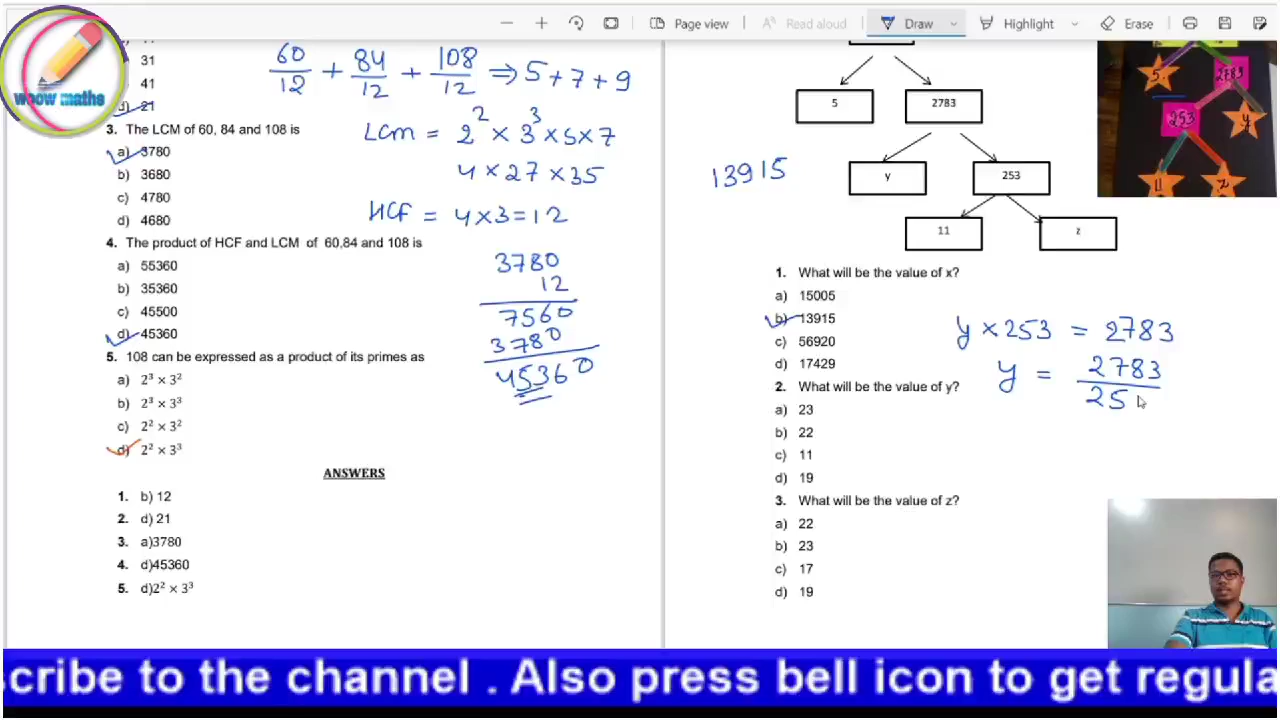 Page view
Read aloud
Draw
Highlight
Erase
woow maths
31
41
d) 21
60/12 + 84/12 + 108/12 ⇒ 5 + 7 + 9
3. The LCM of 60, 84 and 108 is
a) 3780
b) 3680
c) 4780
d) 4680
LCM = 2² × 3³ × 5 × 7
4 × 27 × 35
HCF = 4 × 3 = 12
4. The product of HCF and LCM of 60,84 and 108 is
a) 55360
b) 35360
c) 45500
d) 45360
3780
12
7560
3780
45360
5. 108 can be expressed as a product of its primes as
a) 2³ × 3²
b) 2³ × 3³
c) 2² × 3²
d) 2² × 3³
ANSWERS
1. b) 12
2. d) 21
3. a)3780
4. d)45360
5. d)2² × 3³
5
2783
y
253
11
z
13915
5.
2783
253
y
11
z
1. What will be the value of x?
a) 15005
b) 13915
c) 56920
d) 17429
y × 253 = 2783
y = 2783/25
2. What will be the value of y?
a) 23
b) 22
c) 11
d) 19
3. What will be the value of z?
a) 22
b) 23
c) 17
d) 19
scribe to the channel . Also press bell icon to get regula